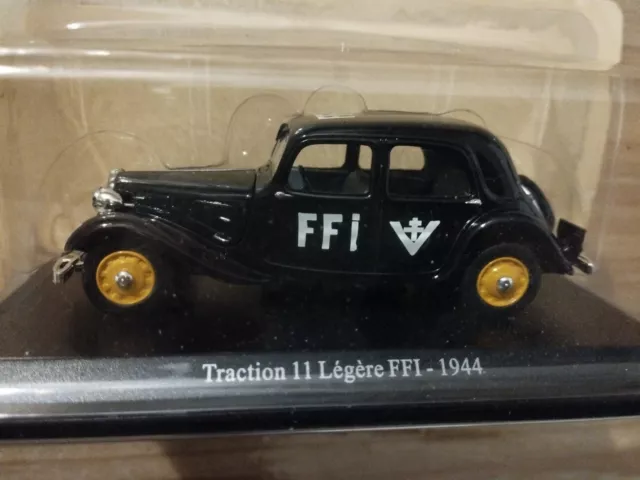 FFi
Traction 11 Légère FFI - 1944